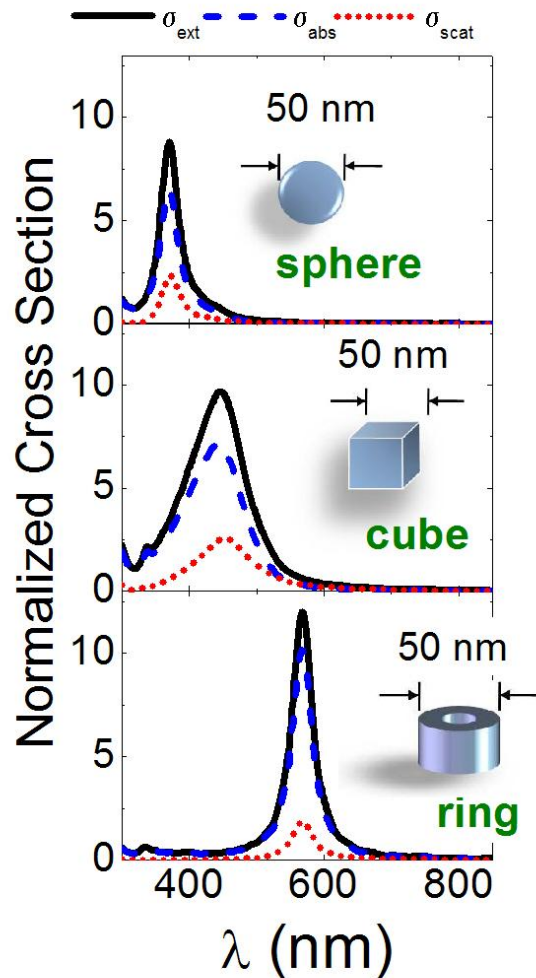 σext σabs σscat
Normalized Cross Section
10
5
0
50 nm
sphere
10
5
0
50 nm
cube
10
5
0
50 nm
ring
400 600 800
λ (nm)